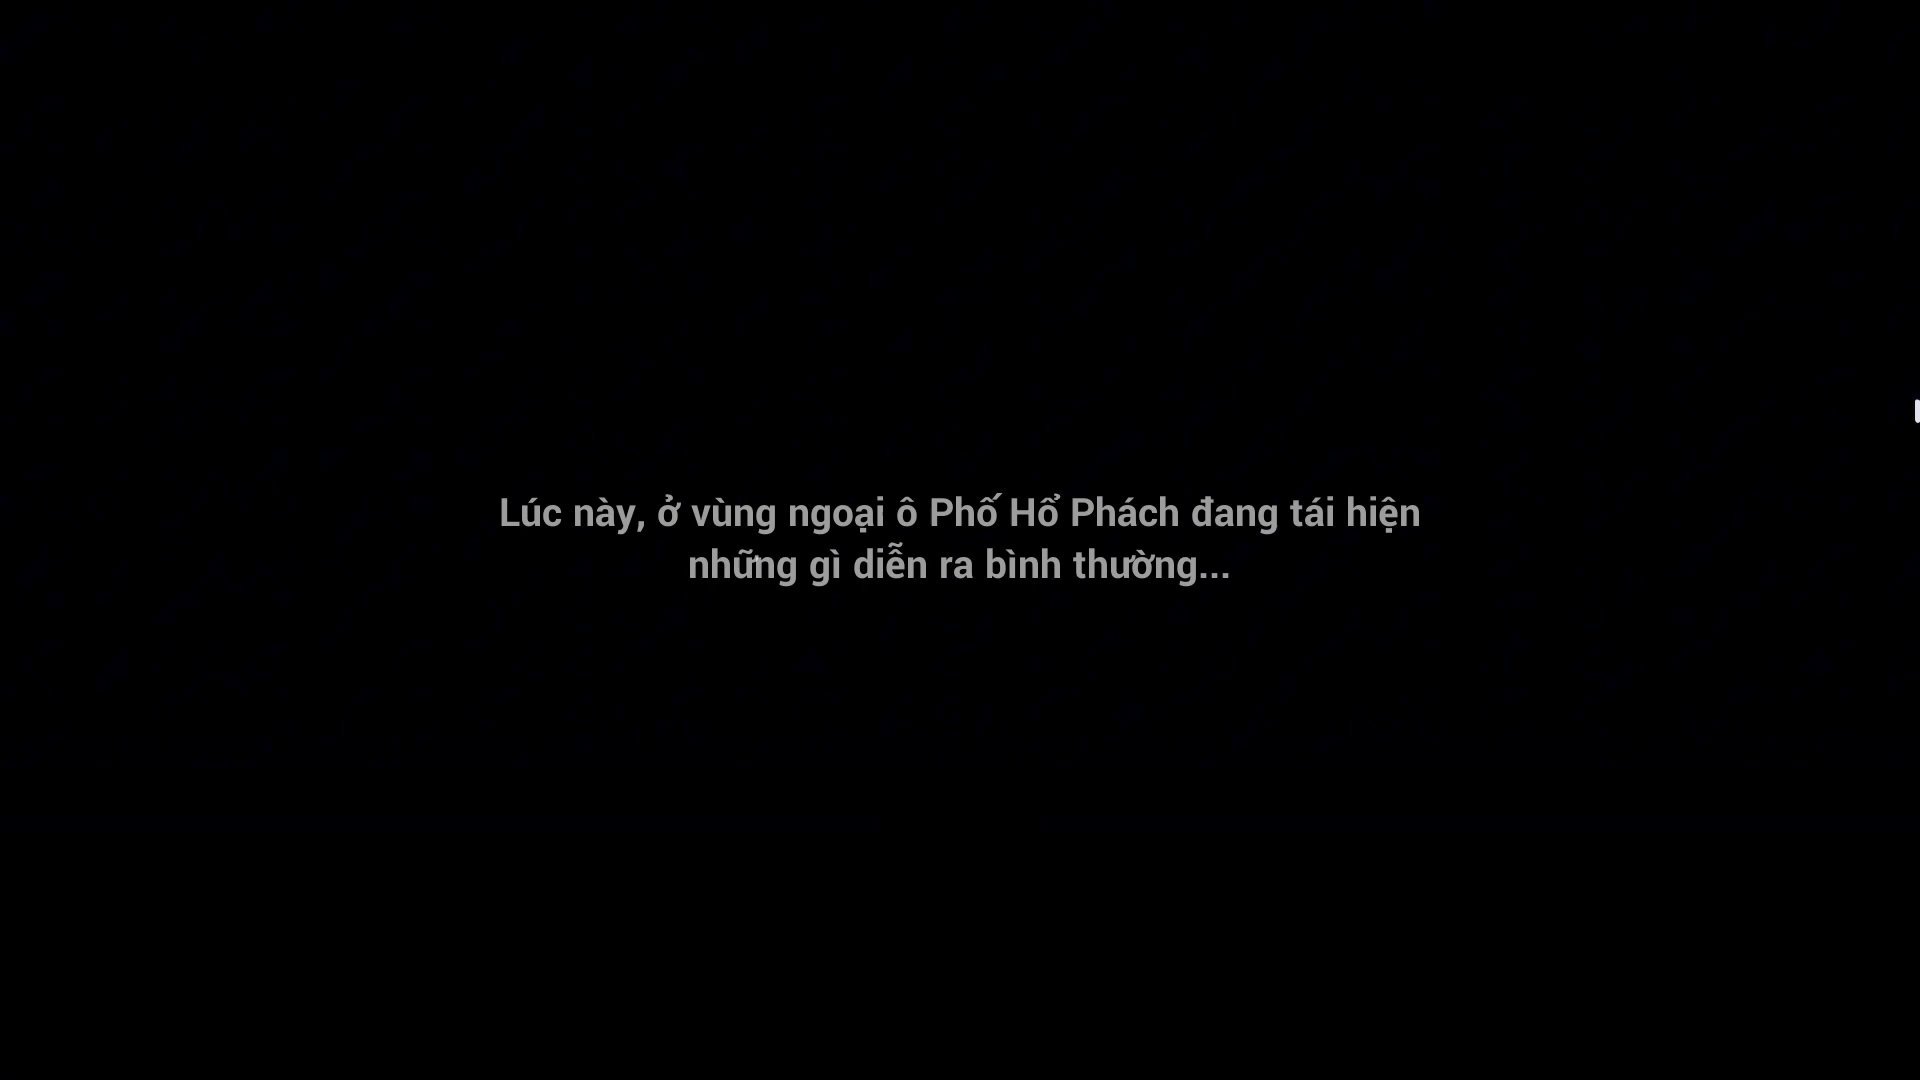 Lúc này, ở vùng ngoại ô Phố Hổ Phách đang tái hiện
những gì diễn ra bình thường...